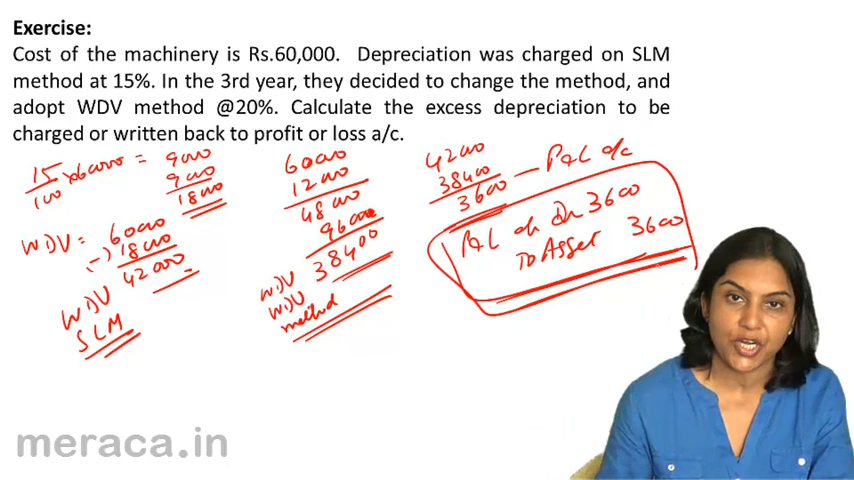 Exercise:
Cost of the machinery is Rs.60,000. Depreciation was charged on SLM
method at 15%. In the 3rd year, they decided to change the method, and
adopt WDV method @20%. Calculate the excess depreciation to be
charged or written back to profit or loss a/c.
15/100 x 60000 = 9000
9000
18000
WDV = 60000
(-) 18000
42000
WDV
SLM
60000
12000
48000
9600
38400
WDV
WDV
method
42000
38400
3600 — P&L a/c
P&L a/c Dr 3600
To Asset 3600
meraca.in